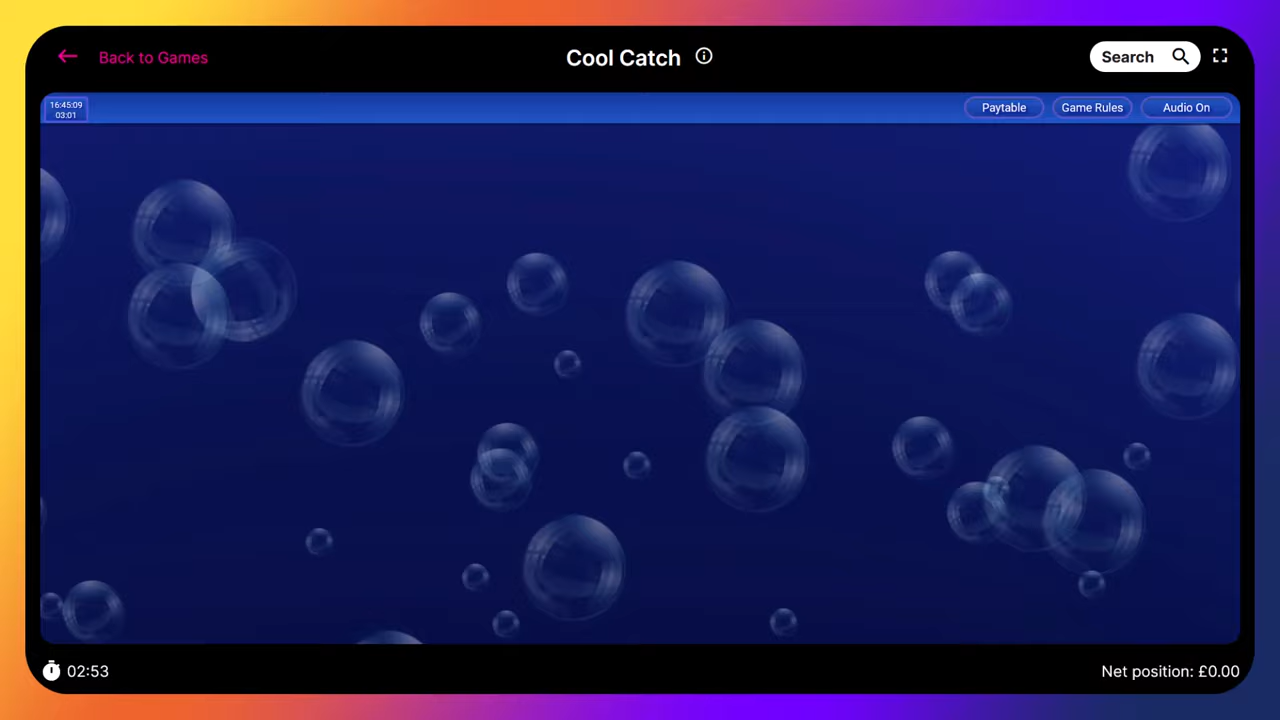 Back to Games
Cool Catch
Search
16:45:09
03:01
Paytable
Game Rules
Audio On
02:53
Net position: £0.00